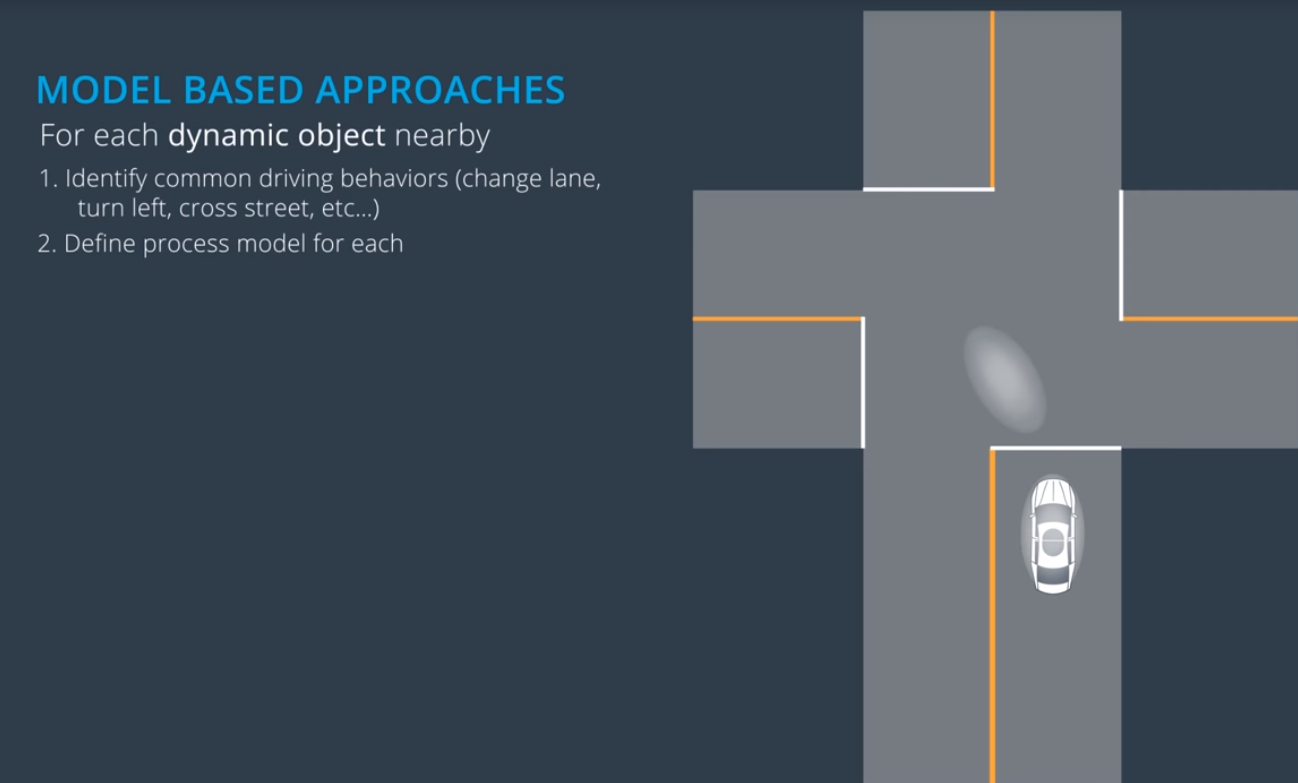 MODEL BASED APPROACHES
For each dynamic object nearby
1. Identify common driving behaviors (change lane,
turn left, cross street, etc...)
2. Define process model for each